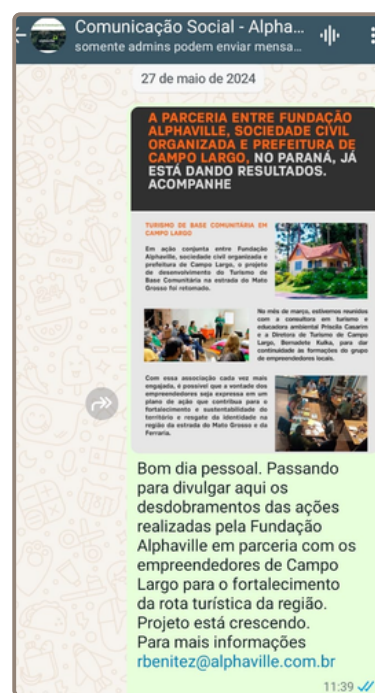 Comunicação Social - Alpha...
somente admins podem enviar mensa...
27 de maio de 2024
A PARCERIA ENTRE FUNDAÇÃO
ALPHAVILLE, SOCIEDADE CIVIL
ORGANIZADA E PREFEITURA DE
CAMPO LARGO, NO PARANÁ, JÁ
ESTÁ DANDO RESULTADOS.
ACOMPANHE
TURISMO DE BASE COMUNITÁRIA EM
CAMPO LARGO
Em ação conjunta entre Fundação
Alphaville, sociedade civil organizada e
prefeitura de Campo Largo, o projeto
de desenvolvimento do Turismo de
Base Comunitária na estrada do Mato
Grosso foi retomado.
No mês de março, estivemos reunidos
com a consultora em turismo e
educadora ambiental Priscila Casarin
e a Diretora de Turismo de Campo
Largo, Bernadete Kulka, para dar
continuidade às formações do grupo
de empreendedores locais.
Com essa associação cada vez mais
engajada, é possível que a vontade dos
empreendedores seja expressa em um
plano de ação que contribua para o
fortalecimento e sustentabilidade do
território e resgate da identidade na
região da estrada do Mato Grosso e da
Ferraria.
Bom dia pessoal. Passando
para divulgar aqui os
desdobramentos das ações
realizadas pela Fundação
Alphaville em parceria com os
empreendedores de Campo
Largo para o fortalecimento
da rota turística da região.
Projeto está crescendo.
Para mais informações
rbenitez@alphaville.com.br
11:39